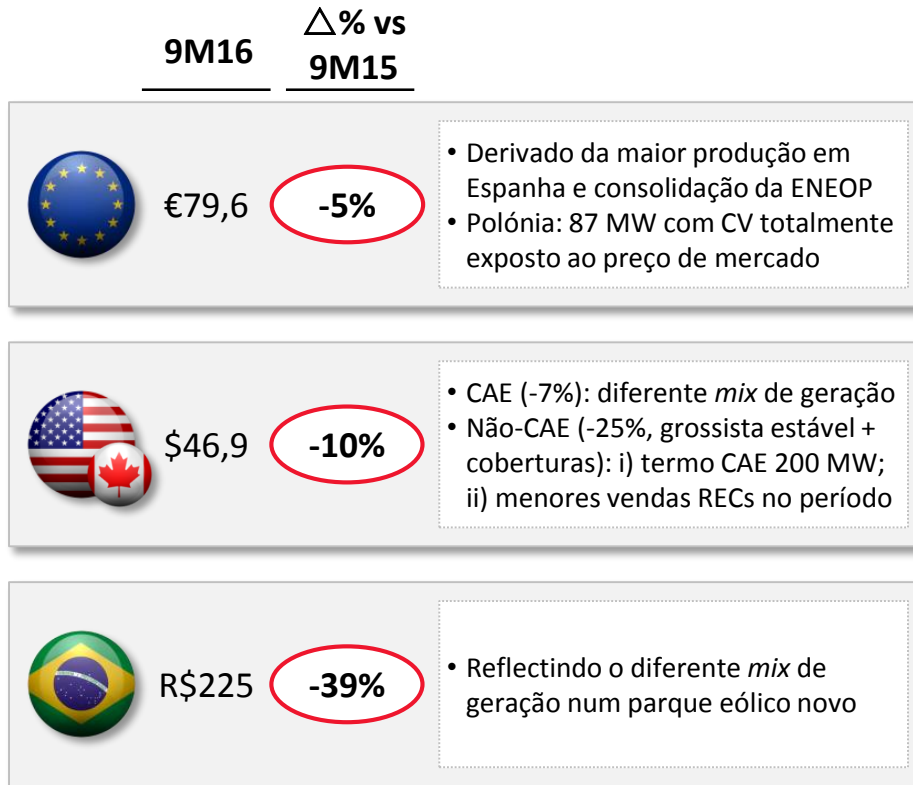 9M16
△% vs
9M15
€79,6
-5%
• Derivado da maior produção em
Espanha e consolidação da ENEOP
• Polónia: 87 MW com CV totalmente
exposto ao preço de mercado
$46,9
-10%
• CAE (-7%): diferente mix de geração
• Não-CAE (-25%, grossista estável +
coberturas): i) termo CAE 200 MW;
ii) menores vendas RECs no período
R$225
-39%
• Reflectindo o diferente mix de
geração num parque eólico novo